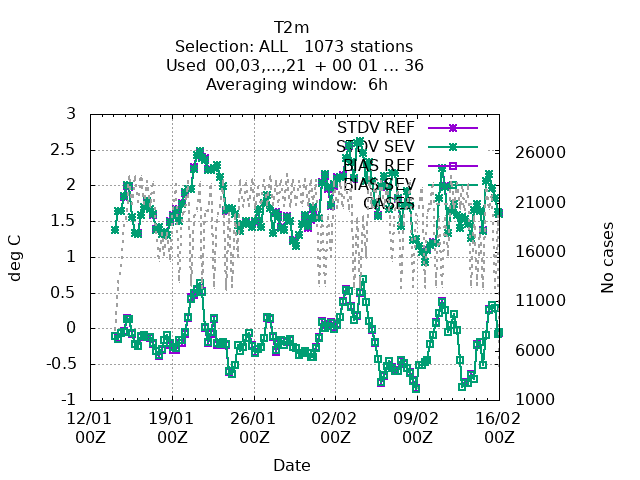 T2m
Selection: ALL   1073 stations
Used  00,03,...,21  + 00 01 ... 36
Averaging window:  6h
STDV REF
STDV SEV
BIAS REF
BIAS SEV
CASES
3
2.5
2
1.5
1
0.5
0
-0.5
-1
deg C
26000
21000
16000
11000
6000
1000
No cases
12/01 19/01 26/01 02/02 09/02 16/02
00Z 00Z 00Z 00Z 00Z 00Z
Date